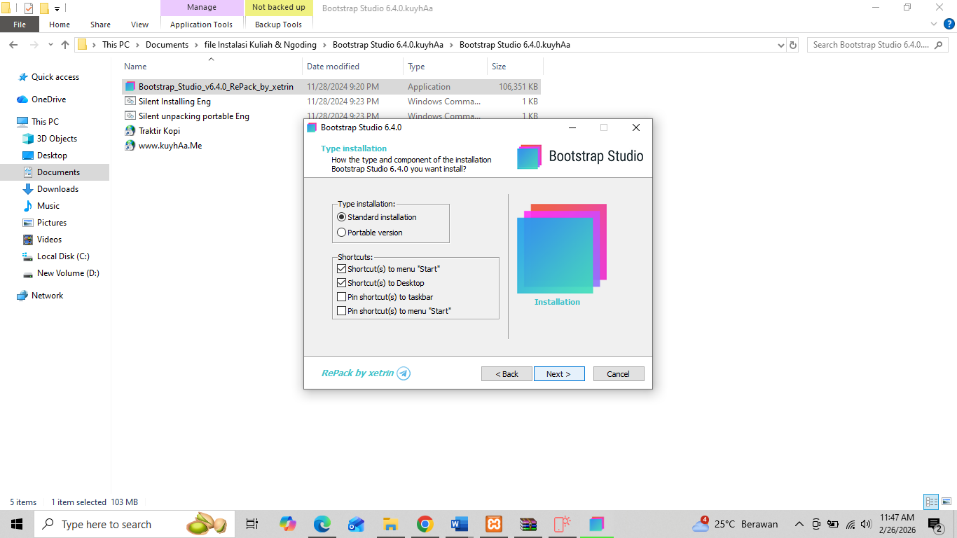 Manage
Not backed up
Bootstrap Studio 6.4.0.kuyhAa
File
Home
Share
View
Application Tools
Backup Tools
This PC > Documents > file Instalasi Kuliah & Ngoding > Bootstrap Studio 6.4.0.kuyhAa > Bootstrap Studio 6.4.0.kuyhAa
Search Bootstrap Studio 6.4.0....
Name
Date modified
Type
Size
Quick access
OneDrive
This PC
3D Objects
Desktop
Documents
Downloads
Music
Pictures
Videos
Local Disk (C:)
New Volume (D:)
Network
Bootstrap_Studio_v6.4.0_RePack_by_xetrin 11/28/2024 9:20 PM Application 106,351 KB
Silent Installing Eng 11/28/2024 9:23 PM Windows Comma... 1 KB
Silent unpacking portable Eng 11/28/2024 9:23 PM Windows Comma... 1 KB
Traktir Kopi
www.kuyhAa.Me
Bootstrap Studio 6.4.0
Type installation
How the type and component of the installation
Bootstrap Studio 6.4.0 you want install?
Bootstrap Studio
Type installation:
Standard installation
Portable version
Shortcuts:
Shortcut(s) to menu "Start"
Shortcut(s) to Desktop
Pin shortcut(s) to taskbar
Pin shortcut(s) to menu "Start"
Installation
RePack by xetrin
< Back
Next >
Cancel
5 items
1 item selected 103 MB
Type here to search
4
25°C Berawan
11:47 AM
2/26/2026
2